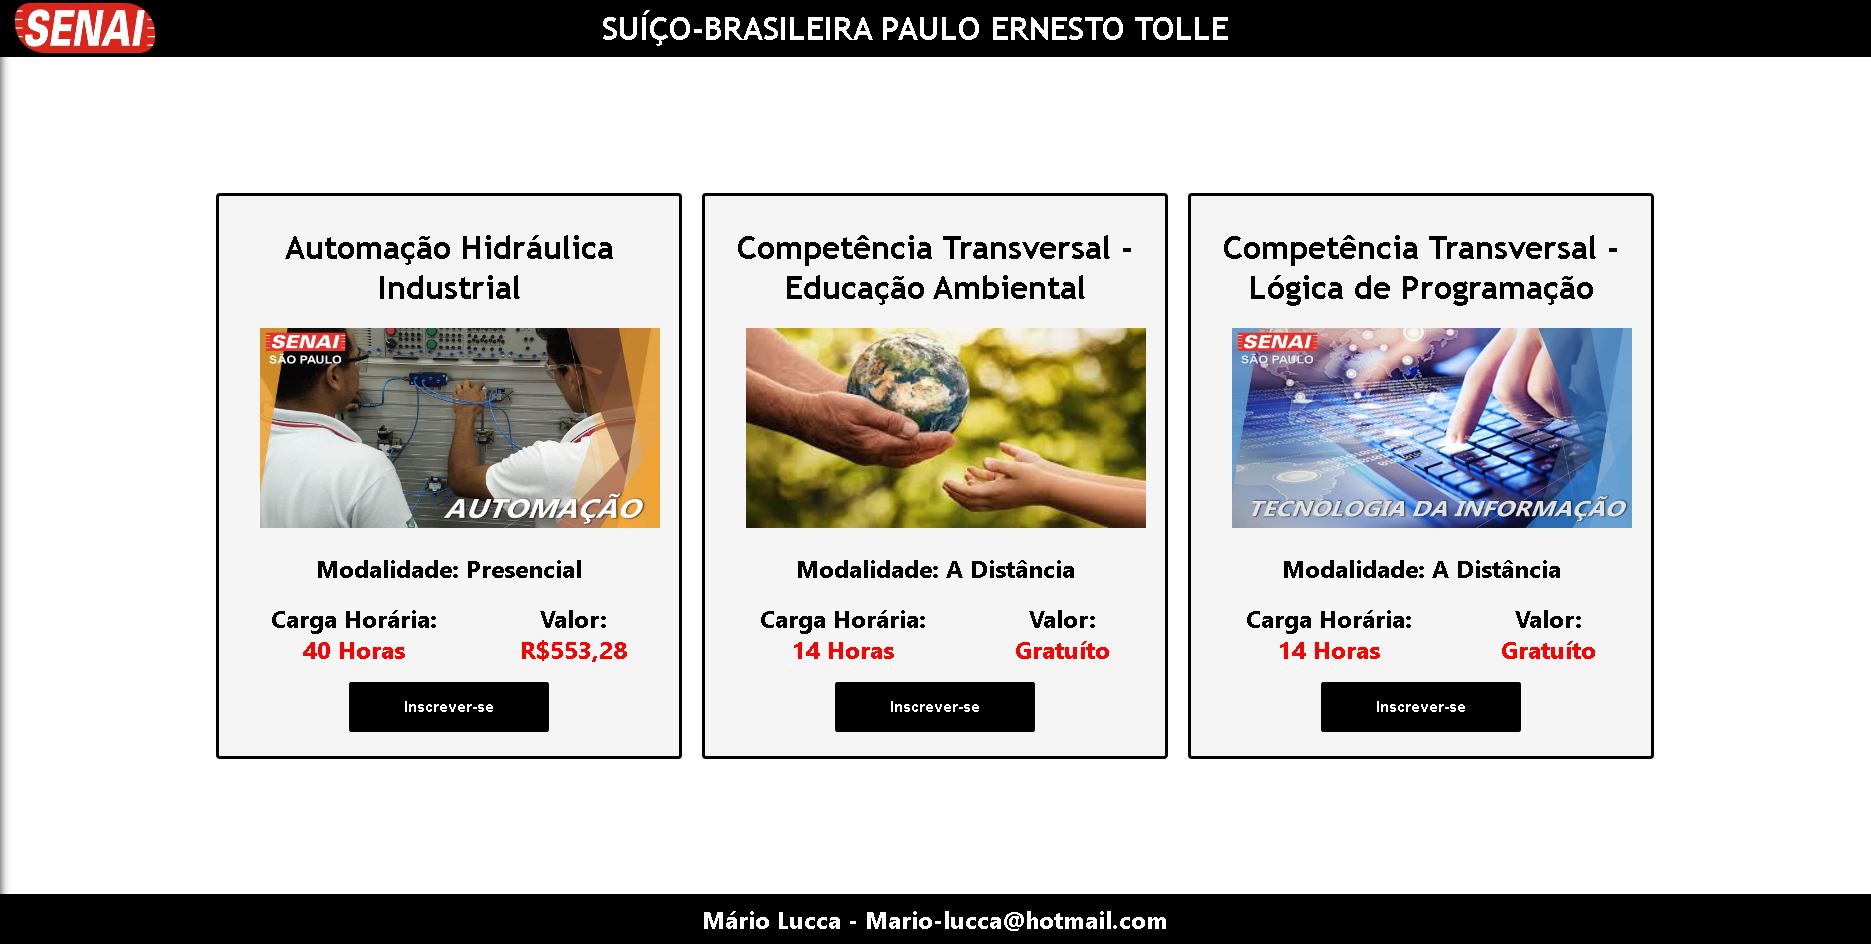 SENAI
SUÍÇO-BRASILEIRA PAULO ERNESTO TOLLE
Automação Hidráulica
Industrial
SENAI
SÃO PAULO
AUTOMAÇÃO
Modalidade: Presencial
Carga Horária:
40 Horas
Valor:
R$553,28
Inscrever-se
Competência Transversal -
Educação Ambiental
Modalidade: A Distância
Carga Horária:
14 Horas
Valor:
Gratuíto
Inscrever-se
Competência Transversal -
Lógica de Programação
SENAI
SÃO PAULO
TECNOLOGIA DA INFORMAÇÃO
Modalidade: A Distância
Carga Horária:
14 Horas
Valor:
Gratuíto
Inscrever-se
Mário Lucca - Mario-lucca@hotmail.com